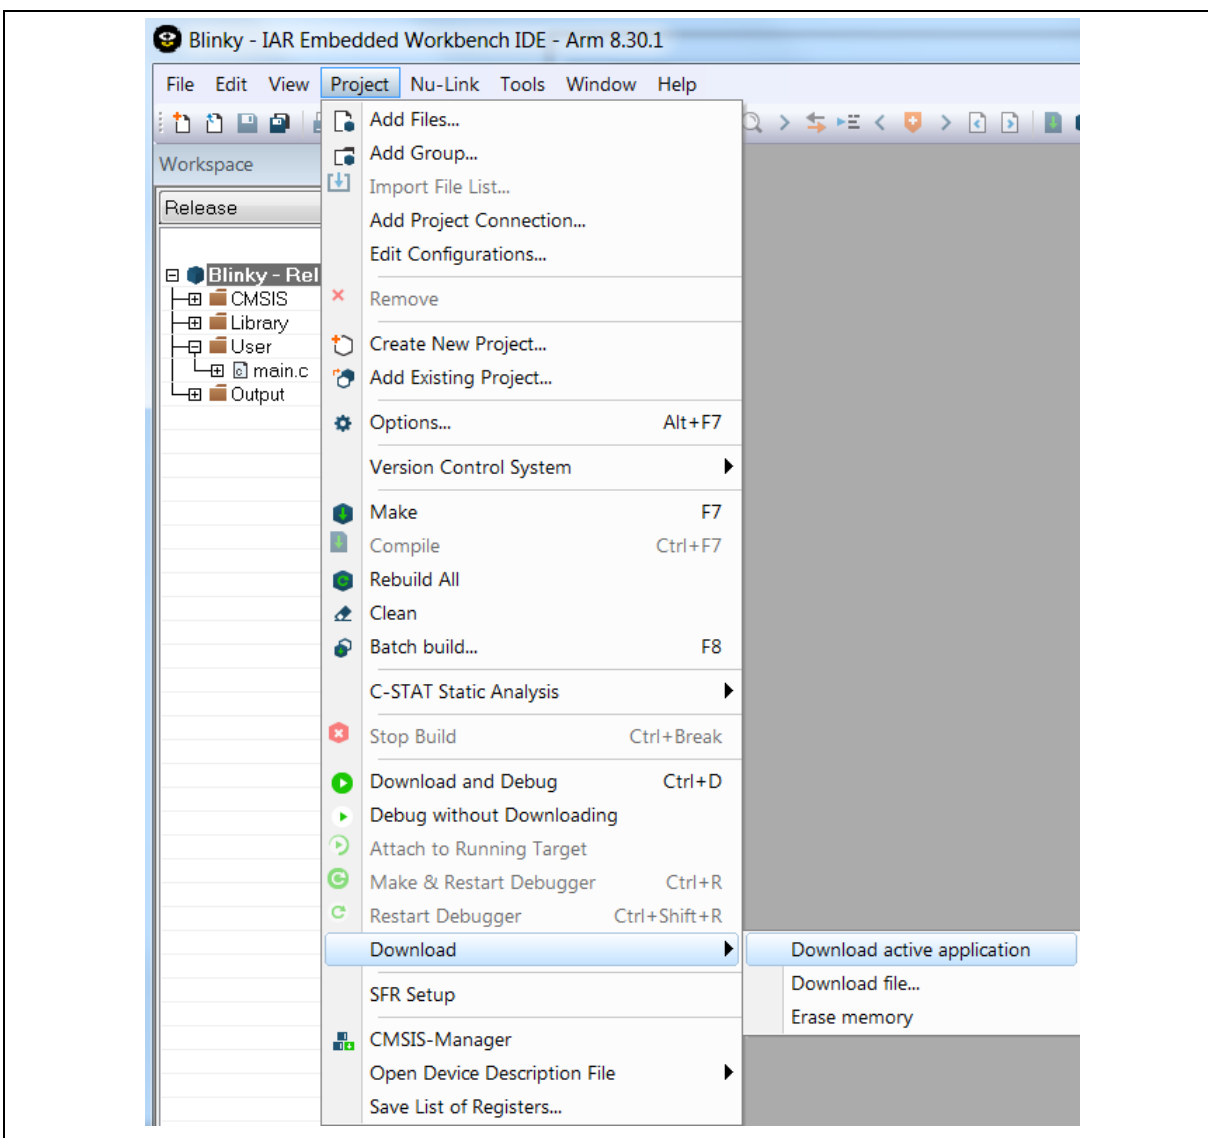 Blinky - IAR Embedded Workbench IDE - Arm 8.30.1
File Edit View Project Nu-Link Tools Window Help
Workspace
Release
Blinky - Rel
CMSIS
Library
User
main.c
Output
Add Files...
Add Group...
Import File List...
Add Project Connection...
Edit Configurations...
Remove
Create New Project...
Add Existing Project...
Options... Alt+F7
Version Control System
Make F7
Compile Ctrl+F7
Rebuild All
Clean
Batch build... F8
C-STAT Static Analysis
Stop Build Ctrl+Break
Download and Debug Ctrl+D
Debug without Downloading
Attach to Running Target
Make & Restart Debugger Ctrl+R
Restart Debugger Ctrl+Shift+R
Download
Download active application
Download file...
Erase memory
SFR Setup
CMSIS-Manager
Open Device Description File
Save List of Registers...